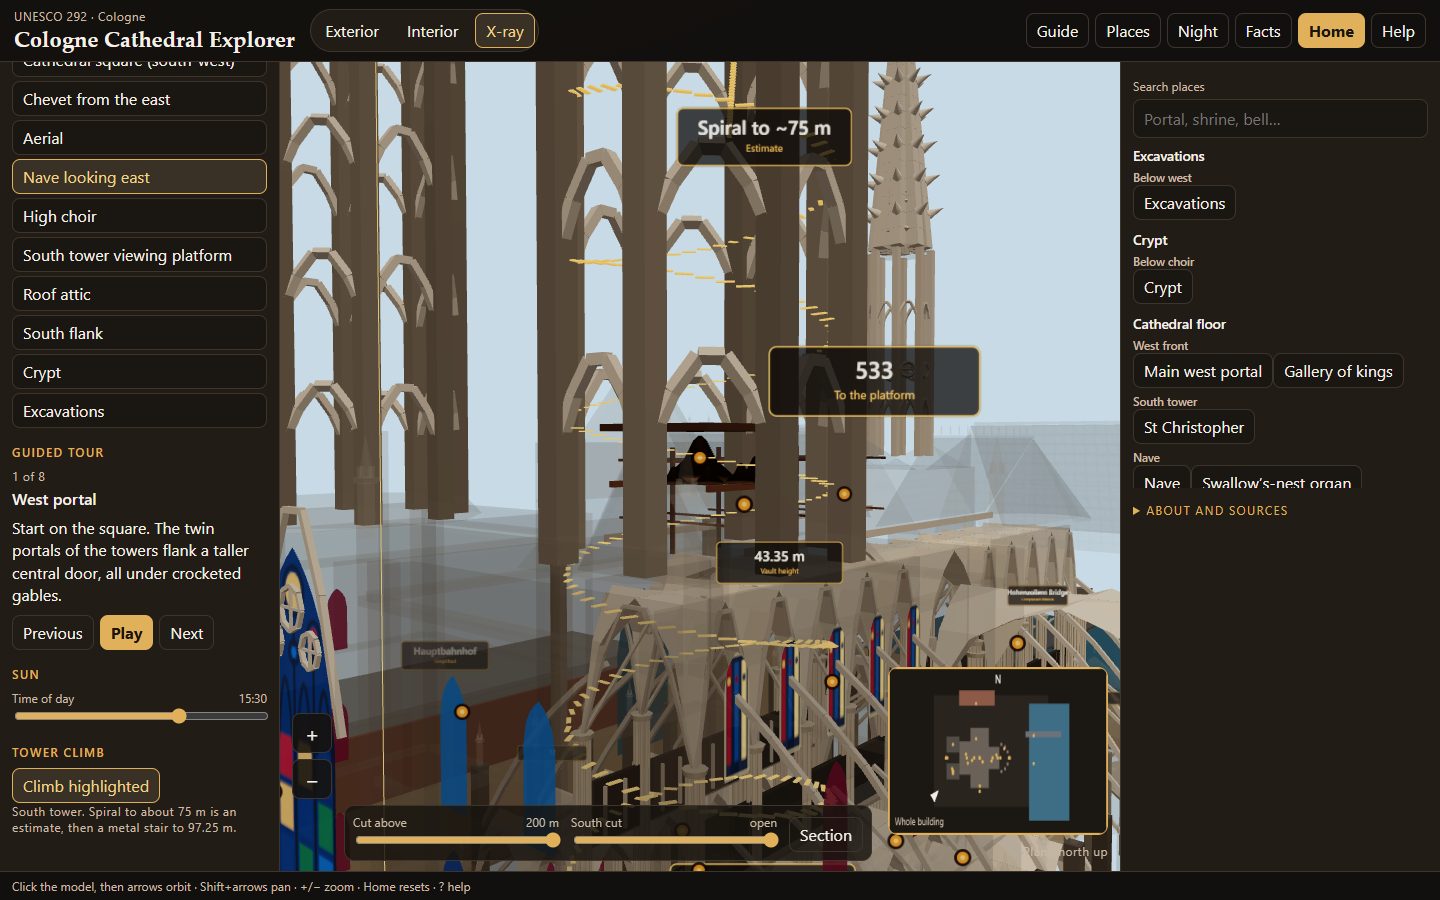 UNESCO 292 · Cologne
Cologne Cathedral Explorer
Exterior
Interior
X-ray
Guide
Places
Night
Facts
Home
Help
Cathedral square (south-west)
Chevet from the east
Aerial
Nave looking east
High choir
South tower viewing platform
Roof attic
South flank
Crypt
Excavations
GUIDED TOUR
1 of 8
West portal
Start on the square. The twin
portals of the towers flank a taller
central door, all under crocketed
gables.
Previous
Play
Next
SUN
Time of day
15:30
TOWER CLIMB
Climb highlighted
South tower. Spiral to about 75 m is an
estimate, then a metal stair to 97.25 m.
Spiral to ~75 m
Estimate
533
To the platform
43.35 m
Vault height
Hohenzollern Bridge
Hauptbahnhof
+
−
Cut above
200 m
South cut
open
Section
N
Whole building
Plan north up
Search places
Portal, shrine, bell…
Excavations
Below west
Excavations
Crypt
Below choir
Crypt
Cathedral floor
West front
Main west portal
Gallery of kings
South tower
St Christopher
Nave
Nave
Swallow's-nest organ
▶ ABOUT AND SOURCES
Click the model, then arrows orbit · Shift+arrows pan · +/− zoom · Home resets · ? help